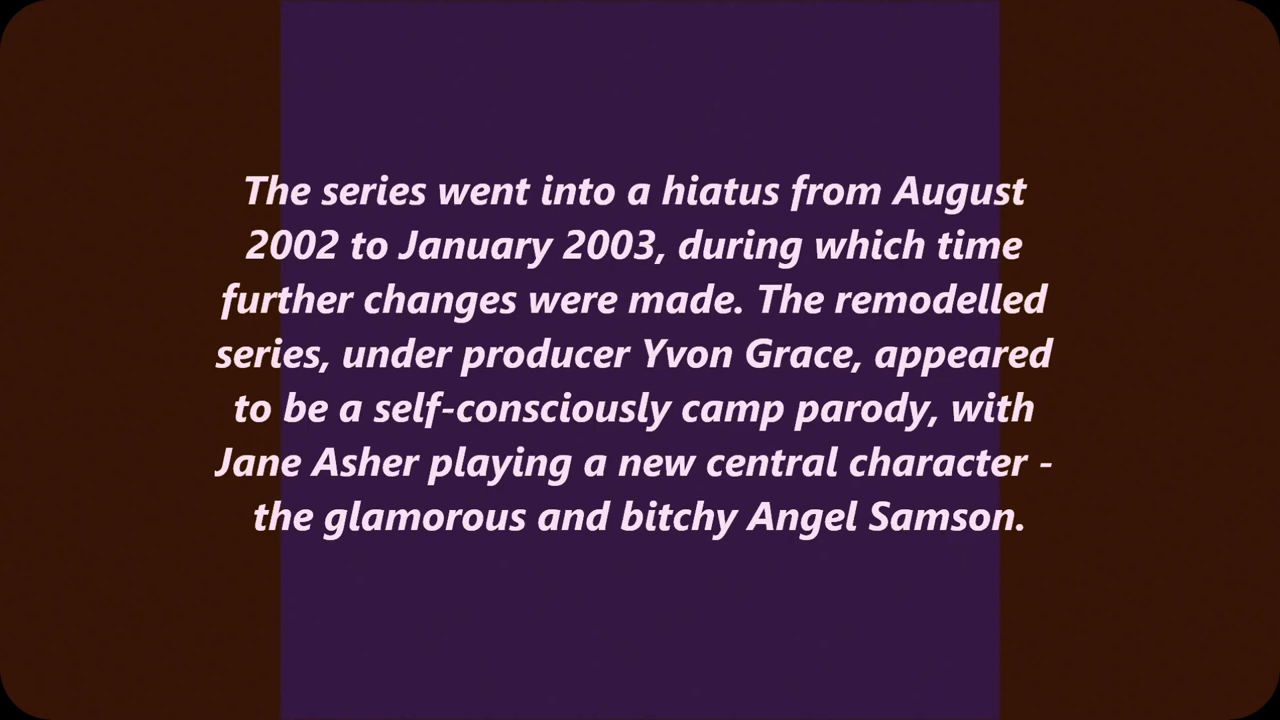 The series went into a hiatus from August
2002 to January 2003, during which time
further changes were made. The remodelled
series, under producer Yvon Grace, appeared
to be a self-consciously camp parody, with
Jane Asher playing a new central character -
the glamorous and bitchy Angel Samson.